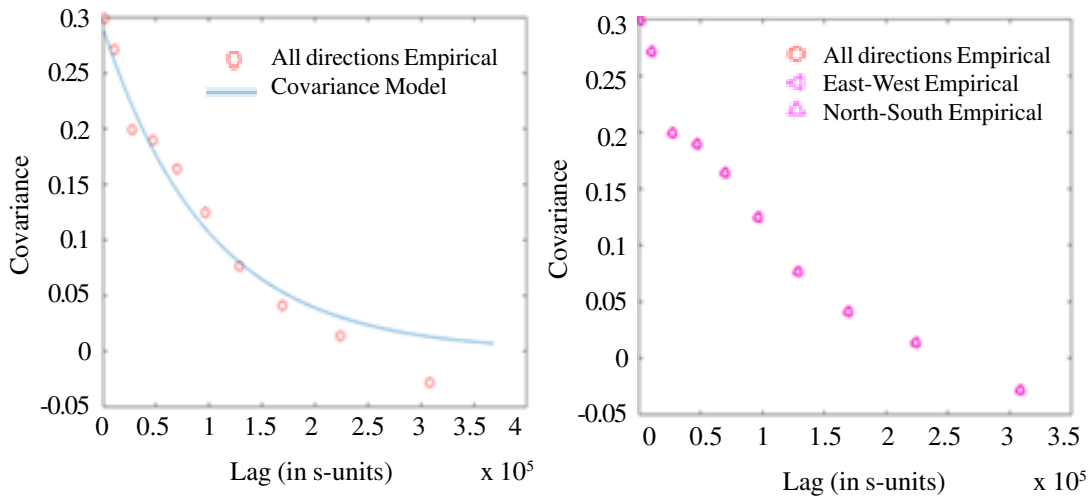 0.3
0.25
0.2
0.15
0.1
0.05
0
-0.05
Covariance
All directions Empirical
Covariance Model
0 0.5 1 1.5 2 2.5 3 3.5 4
Lag (in s-units) x 10⁵
0.3
0.25
0.2
0.15
0.1
0.05
0
-0.05
Covariance
All directions Empirical
East-West Empirical
North-South Empirical
0 0.5 1 1.5 2 2.5 3 3.5
Lag (in s-units) x 10⁵